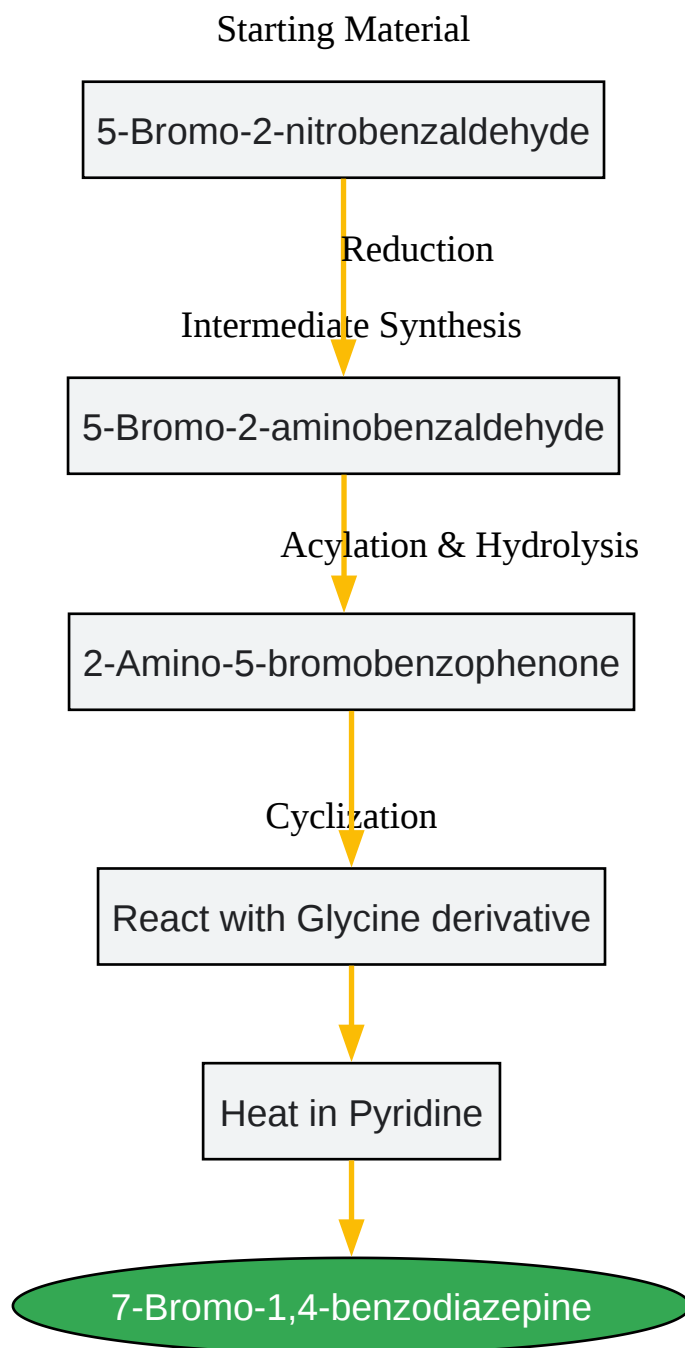 Starting Material
5-Bromo-2-nitrobenzaldehyde
Reduction
Intermediate Synthesis
5-Bromo-2-aminobenzaldehyde
Acylation & Hydrolysis
2-Amino-5-bromobenzophenone
Cyclization
React with Glycine derivative
Heat in Pyridine
7-Bromo-1,4-benzodiazepine